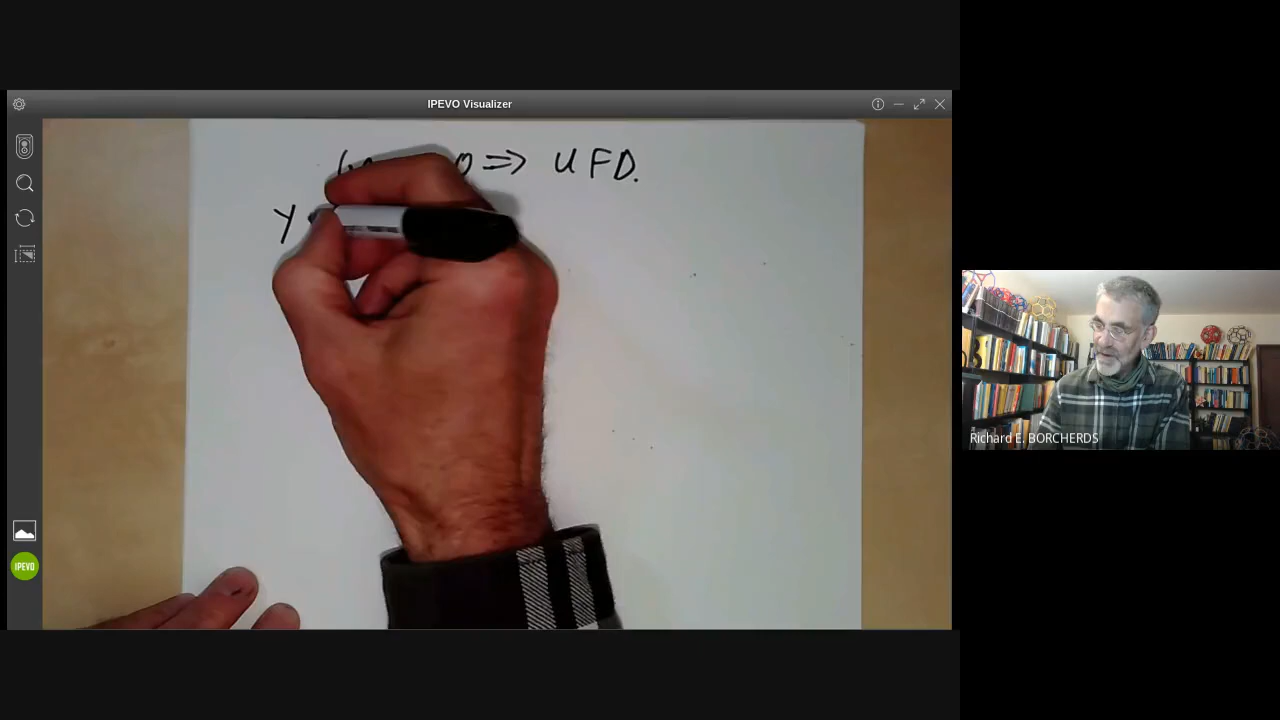 IPEVO Visualizer
⇒ UFD.
y
IPEVO
Richard E. BORCHERDS